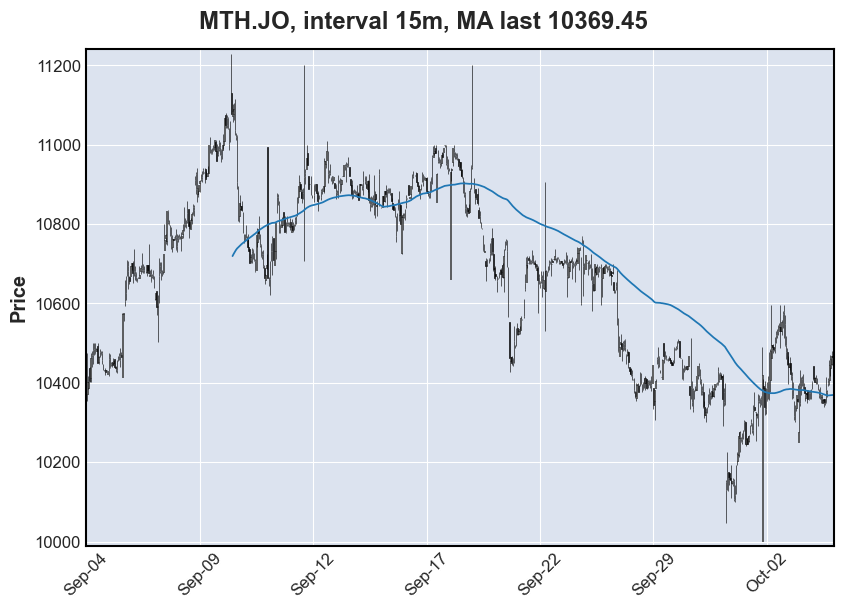 MTH.JO, interval 15m, MA last 10369.45
Price
11200
11000
10800
10600
10400
10200
10000
Sep-04
Sep-09
Sep-12
Sep-17
Sep-22
Sep-29
Oct-02